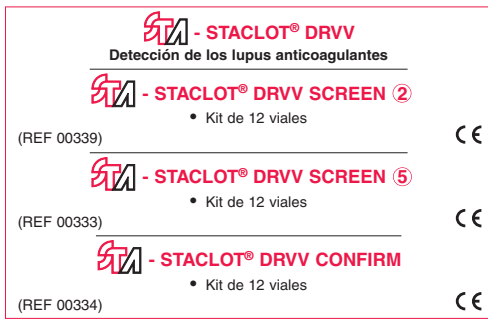 STA - STACLOT® DRVV
Detección de los lupus anticoagulantes
STA - STACLOT® DRVV SCREEN ②
• Kit de 12 viales
(REF 00339) CE
STA - STACLOT® DRVV SCREEN ⑤
• Kit de 12 viales
(REF 00333) CE
STA - STACLOT® DRVV CONFIRM
• Kit de 12 viales
(REF 00334) CE